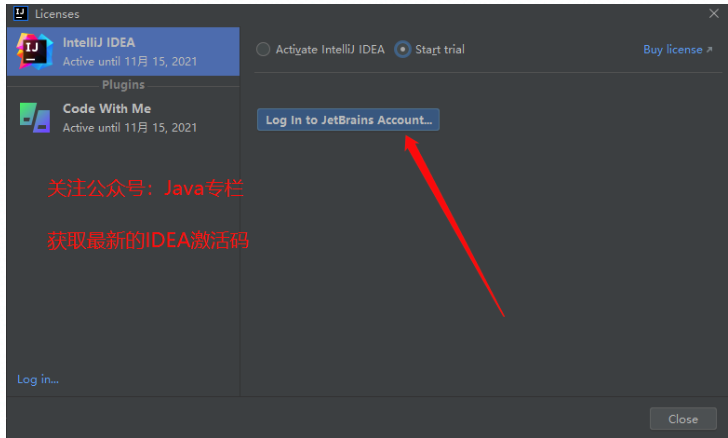 Licenses
IntelliJ IDEA
Active until 11月 15, 2021
Plugins
Code With Me
Active until 11月 15, 2021
Activate IntelliJ IDEA
Start trial
Buy license ↗
Log In to JetBrains Account...
关注公众号：Java专栏
获取最新的IDEA激活码
Log in...
Close